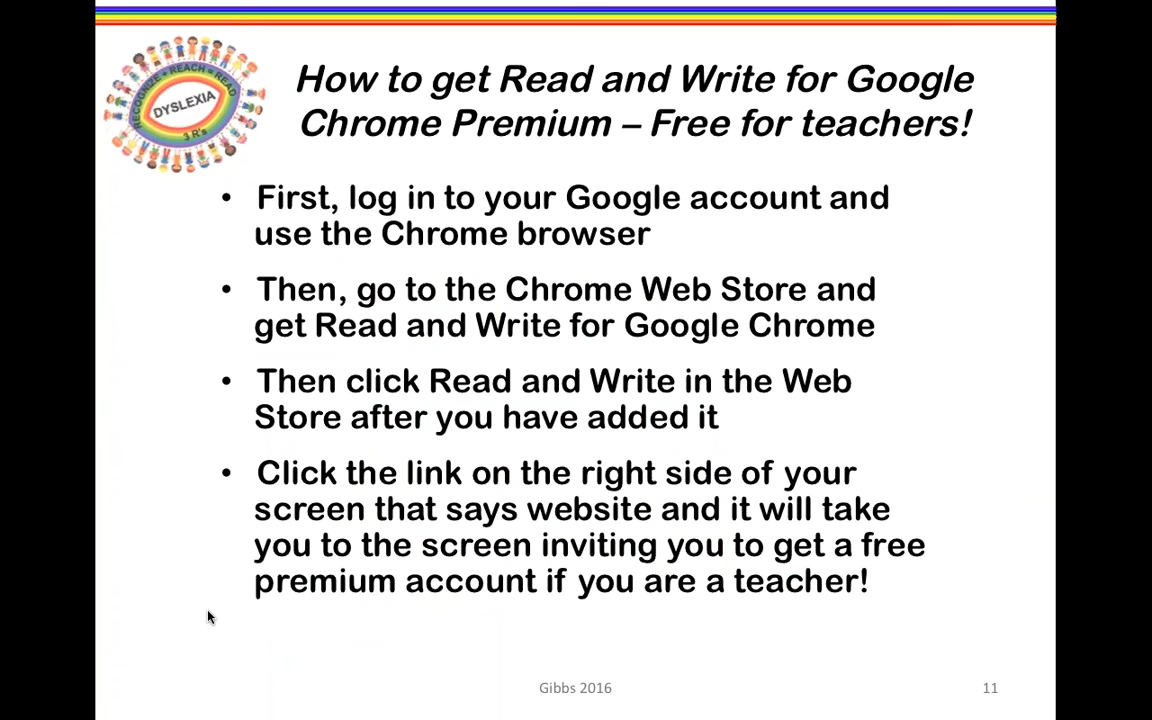 RECOGNIZE + REACH = READ
DYSLEXIA
3 R's
How to get Read and Write for Google
Chrome Premium – Free for teachers!
• First, log in to your Google account and
use the Chrome browser
• Then, go to the Chrome Web Store and
get Read and Write for Google Chrome
• Then click Read and Write in the Web
Store after you have added it
• Click the link on the right side of your
screen that says website and it will take
you to the screen inviting you to get a free
premium account if you are a teacher!
Gibbs 2016
11